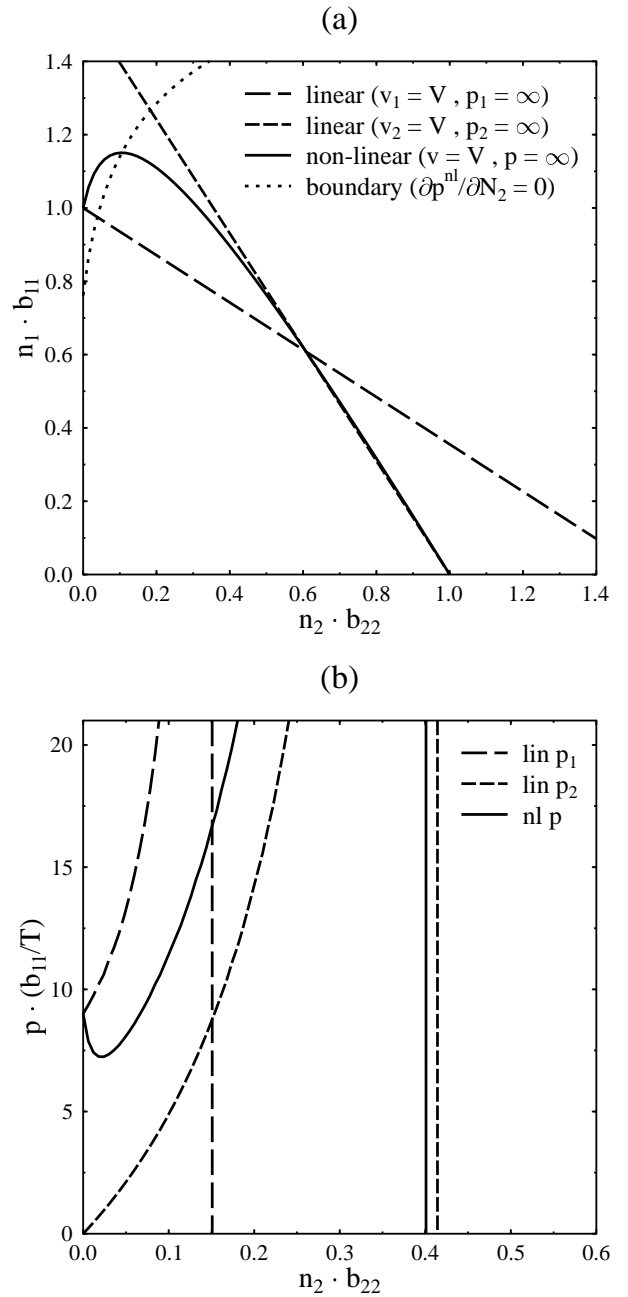 (a)
1.4
1.2
1.0
0.8
0.6
0.4
0.2
0.0
n₁ · b₁₁
linear (v₁ = V , p₁ = ∞)
linear (v₂ = V , p₂ = ∞)
non-linear (v = V , p = ∞)
boundary (∂pⁿˡ/∂N₂ = 0)
0.0 0.2 0.4 0.6 0.8 1.0 1.2 1.4
n₂ · b₂₂
(b)
20
15
10
5
0
p · (b₁₁/T)
lin p₁
lin p₂
nl p
0.0 0.1 0.2 0.3 0.4 0.5 0.6
n₂ · b₂₂